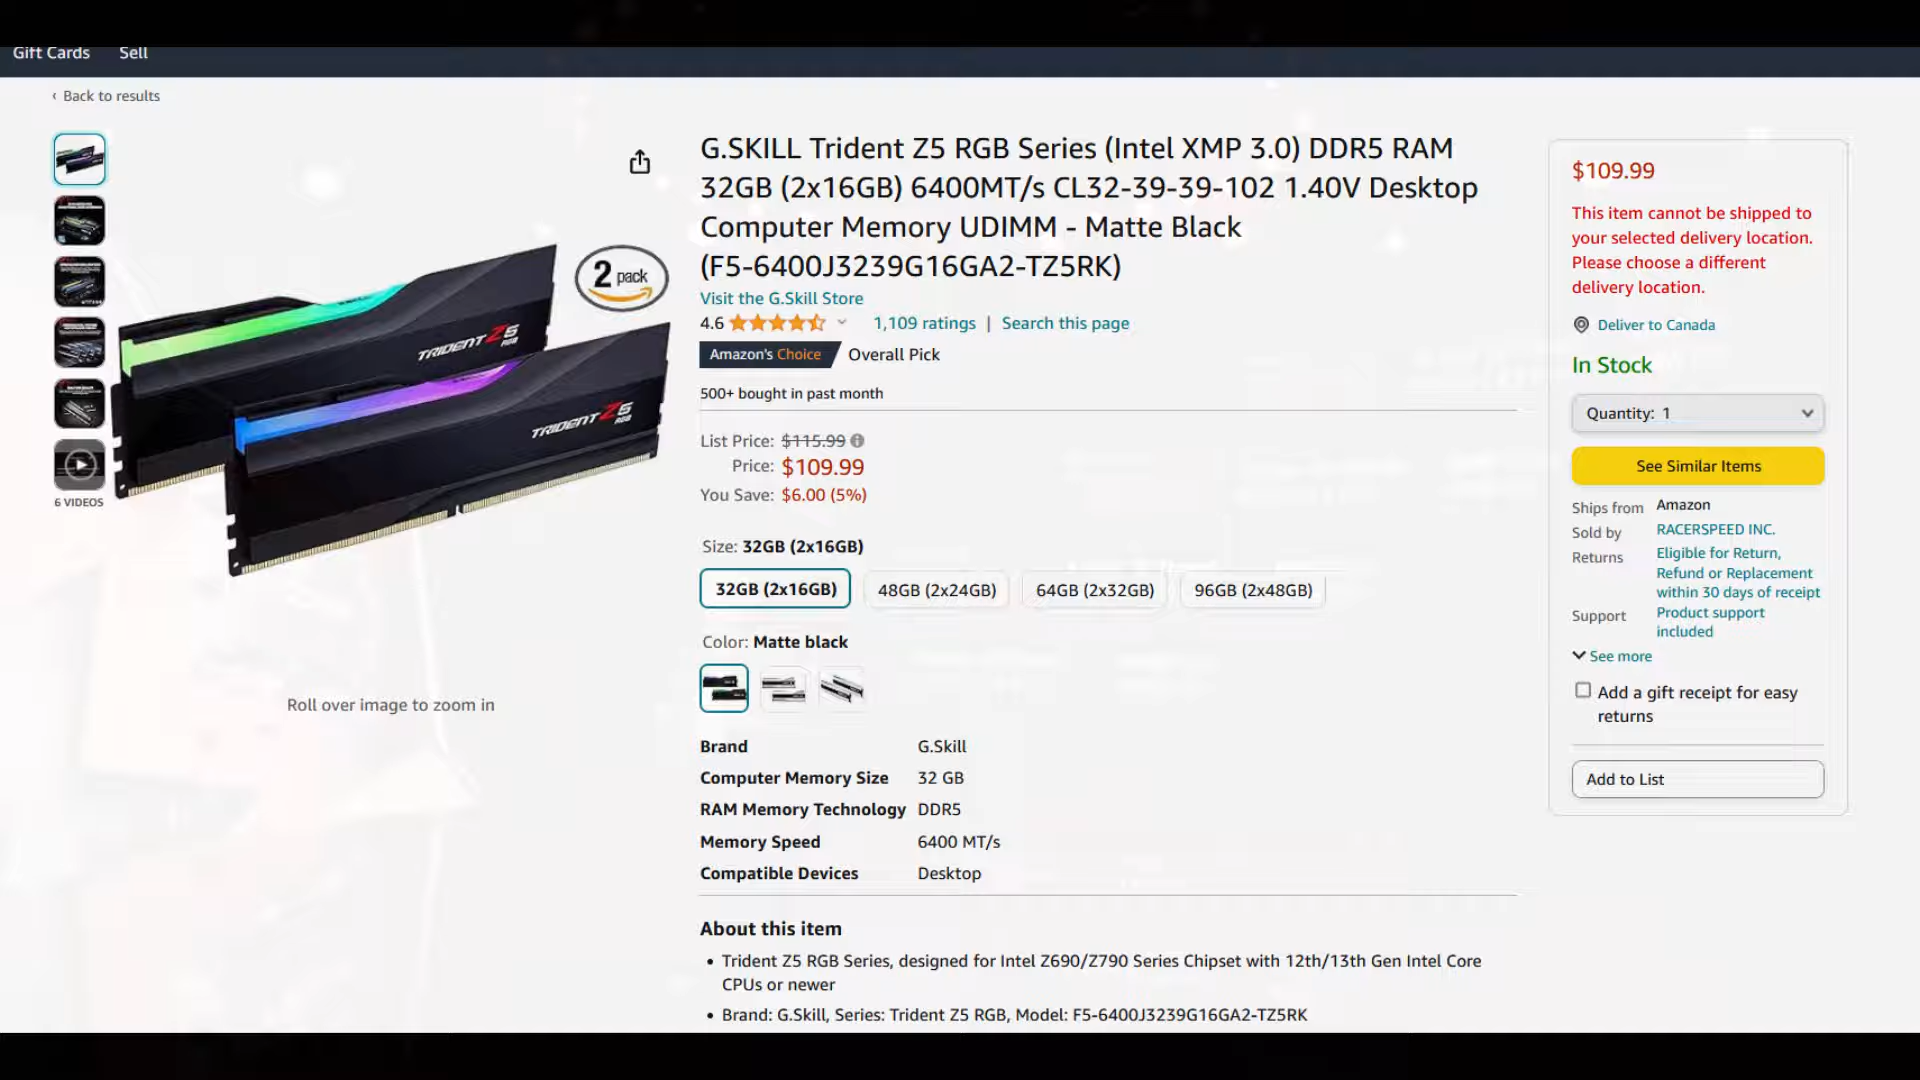 Gift Cards Sell
‹ Back to results
6 VIDEOS
TRIDENT Z5
RGB
TRIDENT Z5
RGB
2 pack
Roll over image to zoom in
G.SKILL Trident Z5 RGB Series (Intel XMP 3.0) DDR5 RAM
32GB (2x16GB) 6400MT/s CL32-39-39-102 1.40V Desktop
Computer Memory UDIMM - Matte Black
(F5-6400J3239G16GA2-TZ5RK)
Visit the G.Skill Store
4.6 1,109 ratings | Search this page
Amazon's Choice Overall Pick
500+ bought in past month
List Price: $115.99
Price: $109.99
You Save: $6.00 (5%)
Size: 32GB (2x16GB)
32GB (2x16GB) 48GB (2x24GB) 64GB (2x32GB) 96GB (2x48GB)
Color: Matte black
Brand G.Skill
Computer Memory Size 32 GB
RAM Memory Technology DDR5
Memory Speed 6400 MT/s
Compatible Devices Desktop
About this item
• Trident Z5 RGB Series, designed for Intel Z690/Z790 Series Chipset with 12th/13th Gen Intel Core
CPUs or newer
• Brand: G.Skill, Series: Trident Z5 RGB, Model: F5-6400J3239G16GA2-TZ5RK
$109.99
This item cannot be shipped to
your selected delivery location.
Please choose a different
delivery location.
Deliver to Canada
In Stock
Quantity: 1
See Similar Items
Ships from Amazon
Sold by RACERSPEED INC.
Returns Eligible for Return,
Refund or Replacement
within 30 days of receipt
Support Product support
included
See more
Add a gift receipt for easy
returns
Add to List